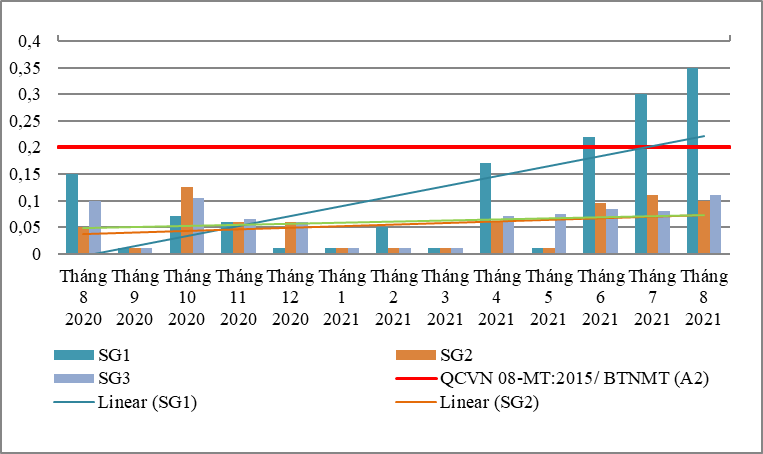 0,4
0,35
0,3
0,25
0,2
0,15
0,1
0,05
0
Tháng Tháng Tháng Tháng Tháng Tháng Tháng Tháng Tháng Tháng Tháng Tháng Tháng
8 9 10 11 12 1 2 3 4 5 6 7 8
2020 2020 2020 2020 2020 2021 2021 2021 2021 2021 2021 2021 2021
SG1 SG2
SG3 QCVN 08-MT:2015/ BTNMT (A2)
Linear (SG1) Linear (SG2)